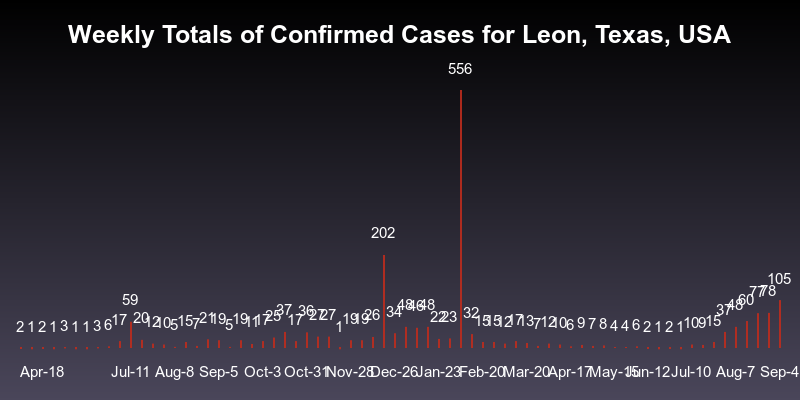 Weekly Totals of Confirmed Cases for Leon, Texas, USA
2 1 2 1 3 1 1 3 6 17 59 20 12 10 5 15 7 21 19 5 19 11 17 25 37 17 36 27 27 1 19 19 26 202 34 48 46 48 22 23 556 32 15 15 12 17 13 7 12 10 6 9 7 8 4 4 6 2 1 2 1 10 9 15 37 48 60 77 78 105
Apr-18 Jul-11 Aug-8 Sep-5 Oct-3 Oct-31 Nov-28 Dec-26 Jan-23 Feb-20 Mar-20 Apr-17 May-15 Jun-12 Jul-10 Aug-7 Sep-4